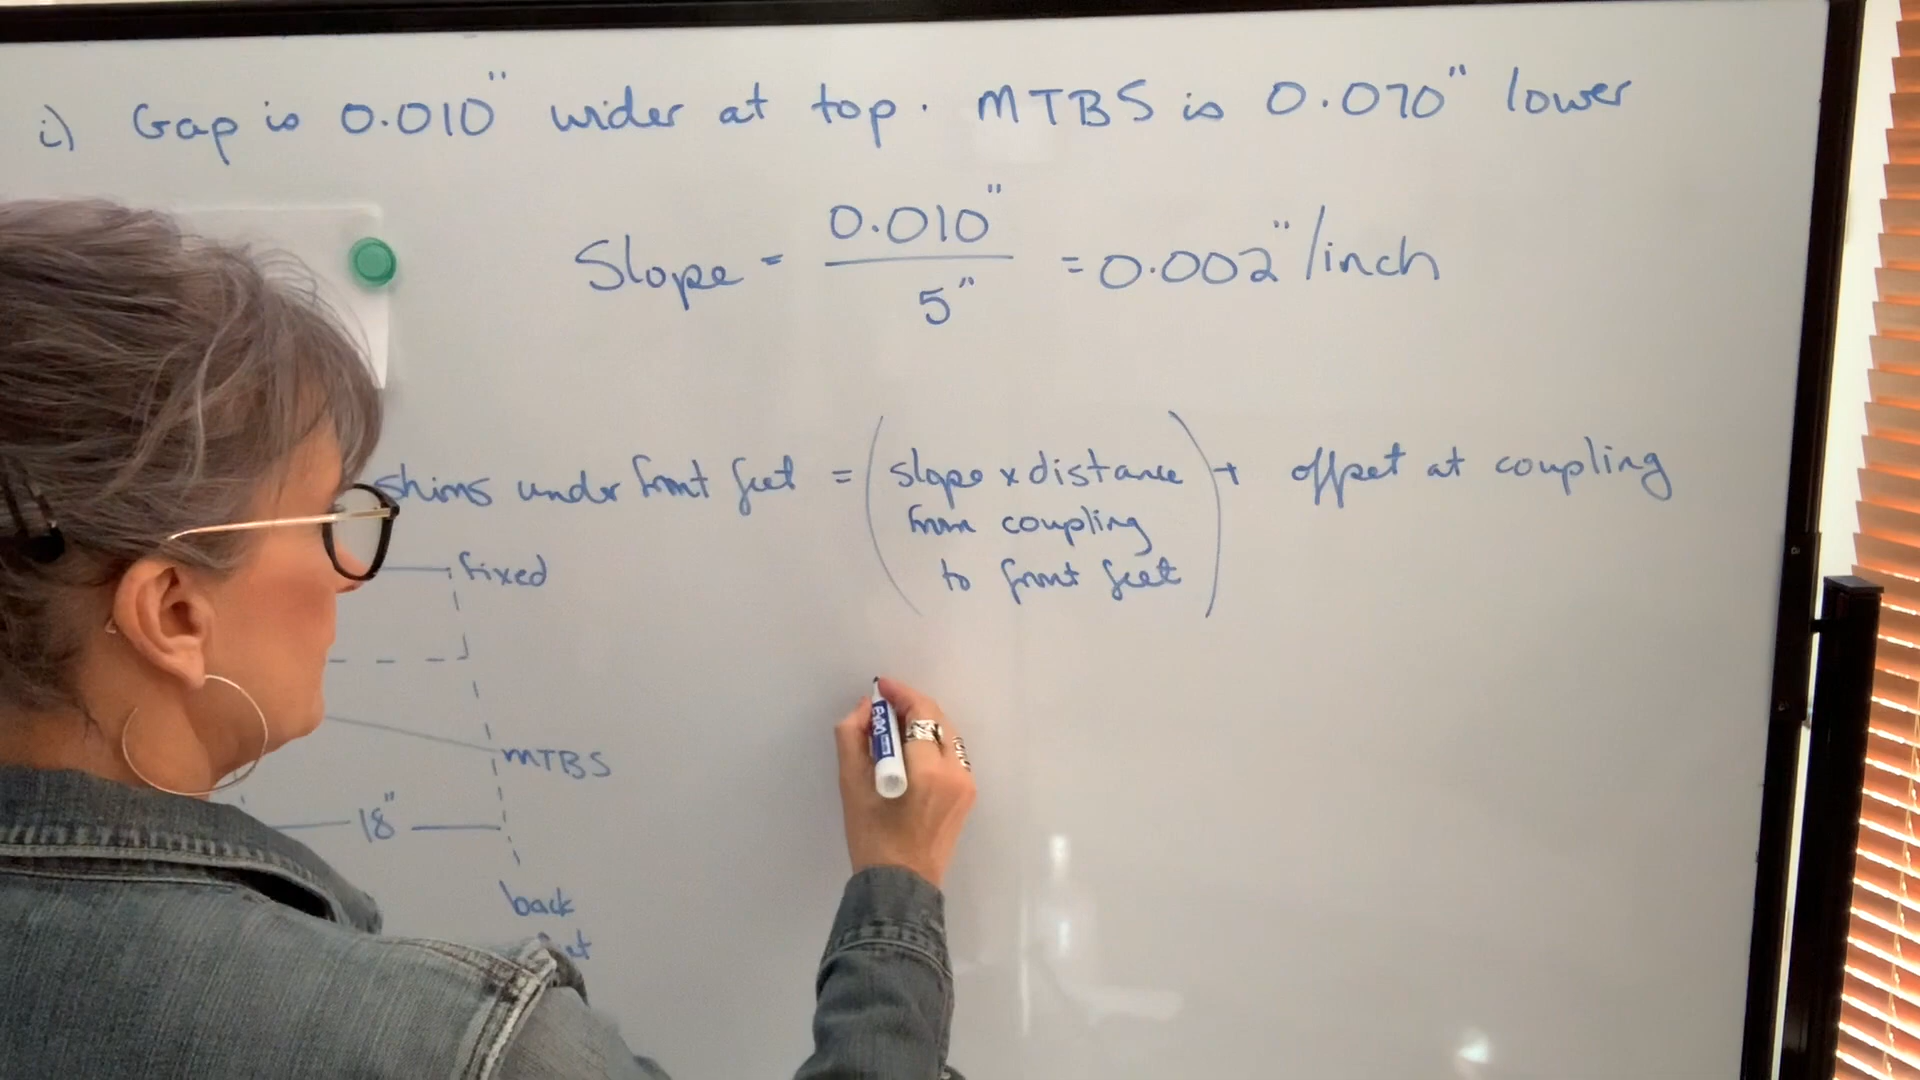 i) Gap is 0.010" wider at top. MTBS is 0.070" lower
Slope = 0.010" / 5" = 0.002"/inch
shims under front feet = (slope x distance from coupling to front feet) + offset at coupling
fixed
MTBS
18"
back